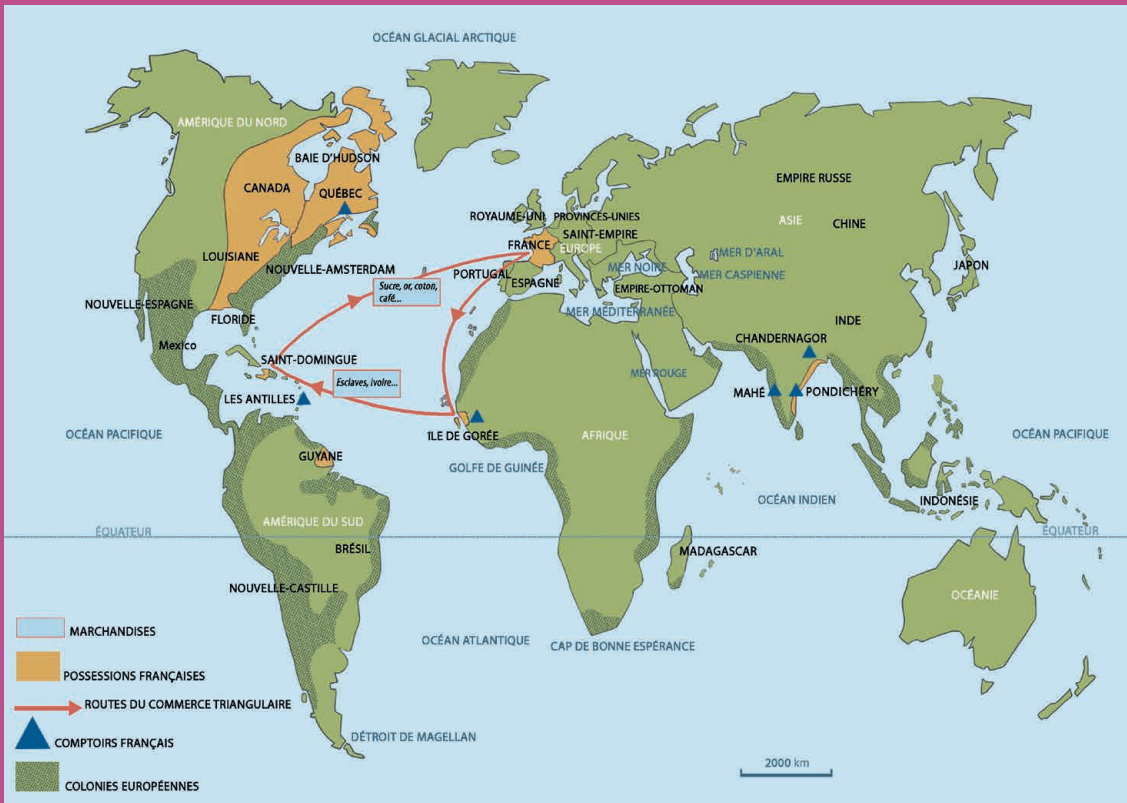 OCÉAN GLACIAL ARCTIQUE
AMÉRIQUE DU NORD
BAIE D'HUDSON
CANADA
QUÉBEC
EMPIRE RUSSE
ROYAUME-UNI
PROVINCES-UNIES
ASIE
CHINE
SAINT-EMPIRE
FRANCE
EUROPE
LOUISIANE
MER D'ARAL
NOUVELLE-AMSTERDAM
PORTUGAL
MER NOIRE
MER CASPIENNE
JAPON
ESPAGNE
EMPIRE-OTTOMAN
Sucre, or, coton,
café...
NOUVELLE-ESPAGNE
FLORIDE
MER MÉDITERRANÉE
INDE
Mexico
CHANDERNAGOR
SAINT-DOMINGUE
MER ROUGE
Esclaves, ivoire...
LES ANTILLES
MAHÉ
PONDICHÉRY
OCÉAN PACIFIQUE
ILE DE GORÉE
AFRIQUE
OCÉAN PACIFIQUE
GUYANE
GOLFE DE GUINÉE
OCÉAN INDIEN
INDONÉSIE
AMÉRIQUE DU SUD
ÉQUATEUR
ÉQUATEUR
BRÉSIL
MADAGASCAR
NOUVELLE-CASTILLE
OCÉANIE
OCÉAN ATLANTIQUE
CAP DE BONNE ESPÉRANCE
MARCHANDISES
POSSESSIONS FRANÇAISES
ROUTES DU COMMERCE TRIANGULAIRE
COMPTOIRS FRANÇAIS
DÉTROIT DE MAGELLAN
COLONIES EUROPÉENNES
2000 km